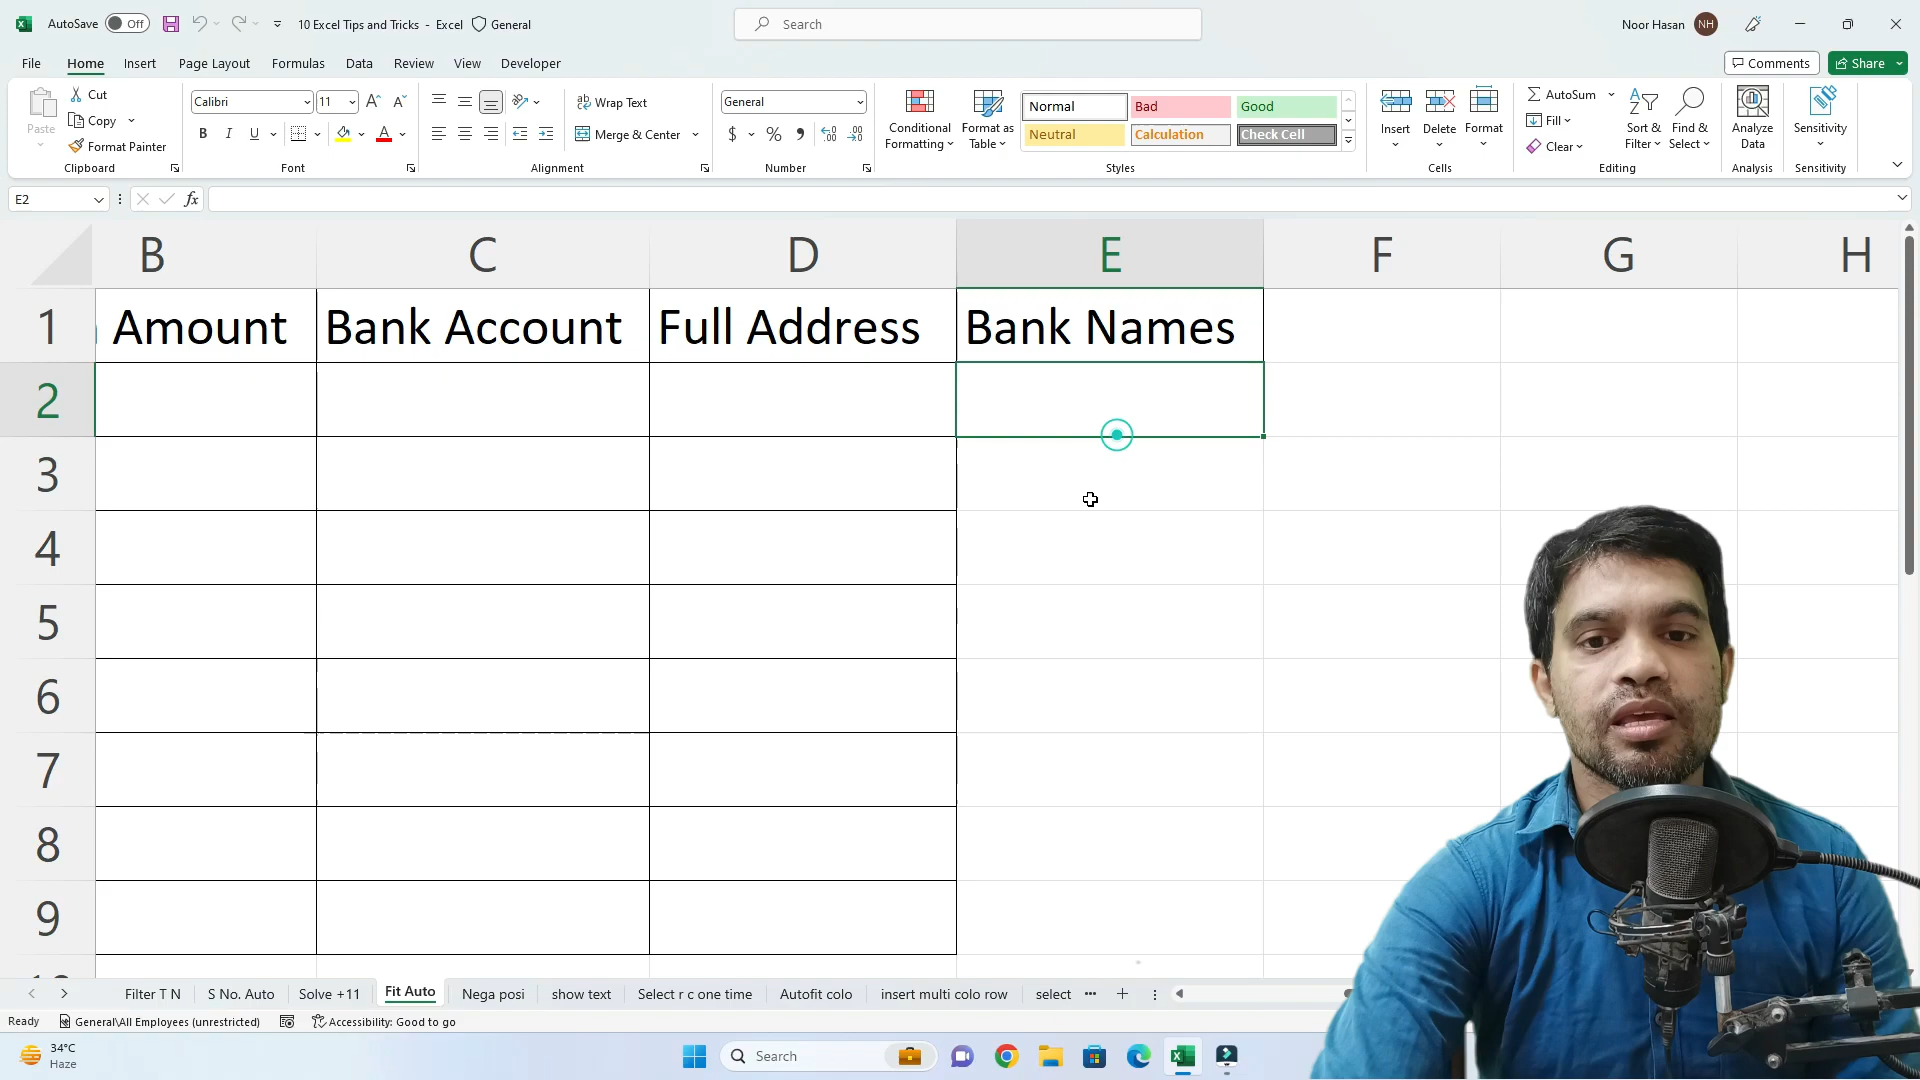 AutoSave Off 10 Excel Tips and Tricks - Excel General Search Noor Hasan NH
File Home Insert Page Layout Formulas Data Review View Developer Comments Share
Paste Cut Copy Format Painter Clipboard
Calibri 11 B I U A Font
Wrap Text Merge & Center Alignment
General $ % , Number
Conditional Formatting Format as Table Normal Bad Good Neutral Calculation Check Cell Styles
Insert Delete Format Cells
AutoSum Fill Clear Sort & Filter Find & Select Editing
Analyze Data Analysis
Sensitivity Sensitivity
E2 fx
B C D E F G H
1 Amount Bank Account Full Address Bank Names
2
3
4
5
6
7
8
9
Filter T N S No. Auto Solve +11 Fit Auto Nega posi show text Select r c one time Autofit colo insert multi colo row select
Ready General\All Employees (unrestricted) Accessibility: Good to go
34°C
Haze
Search